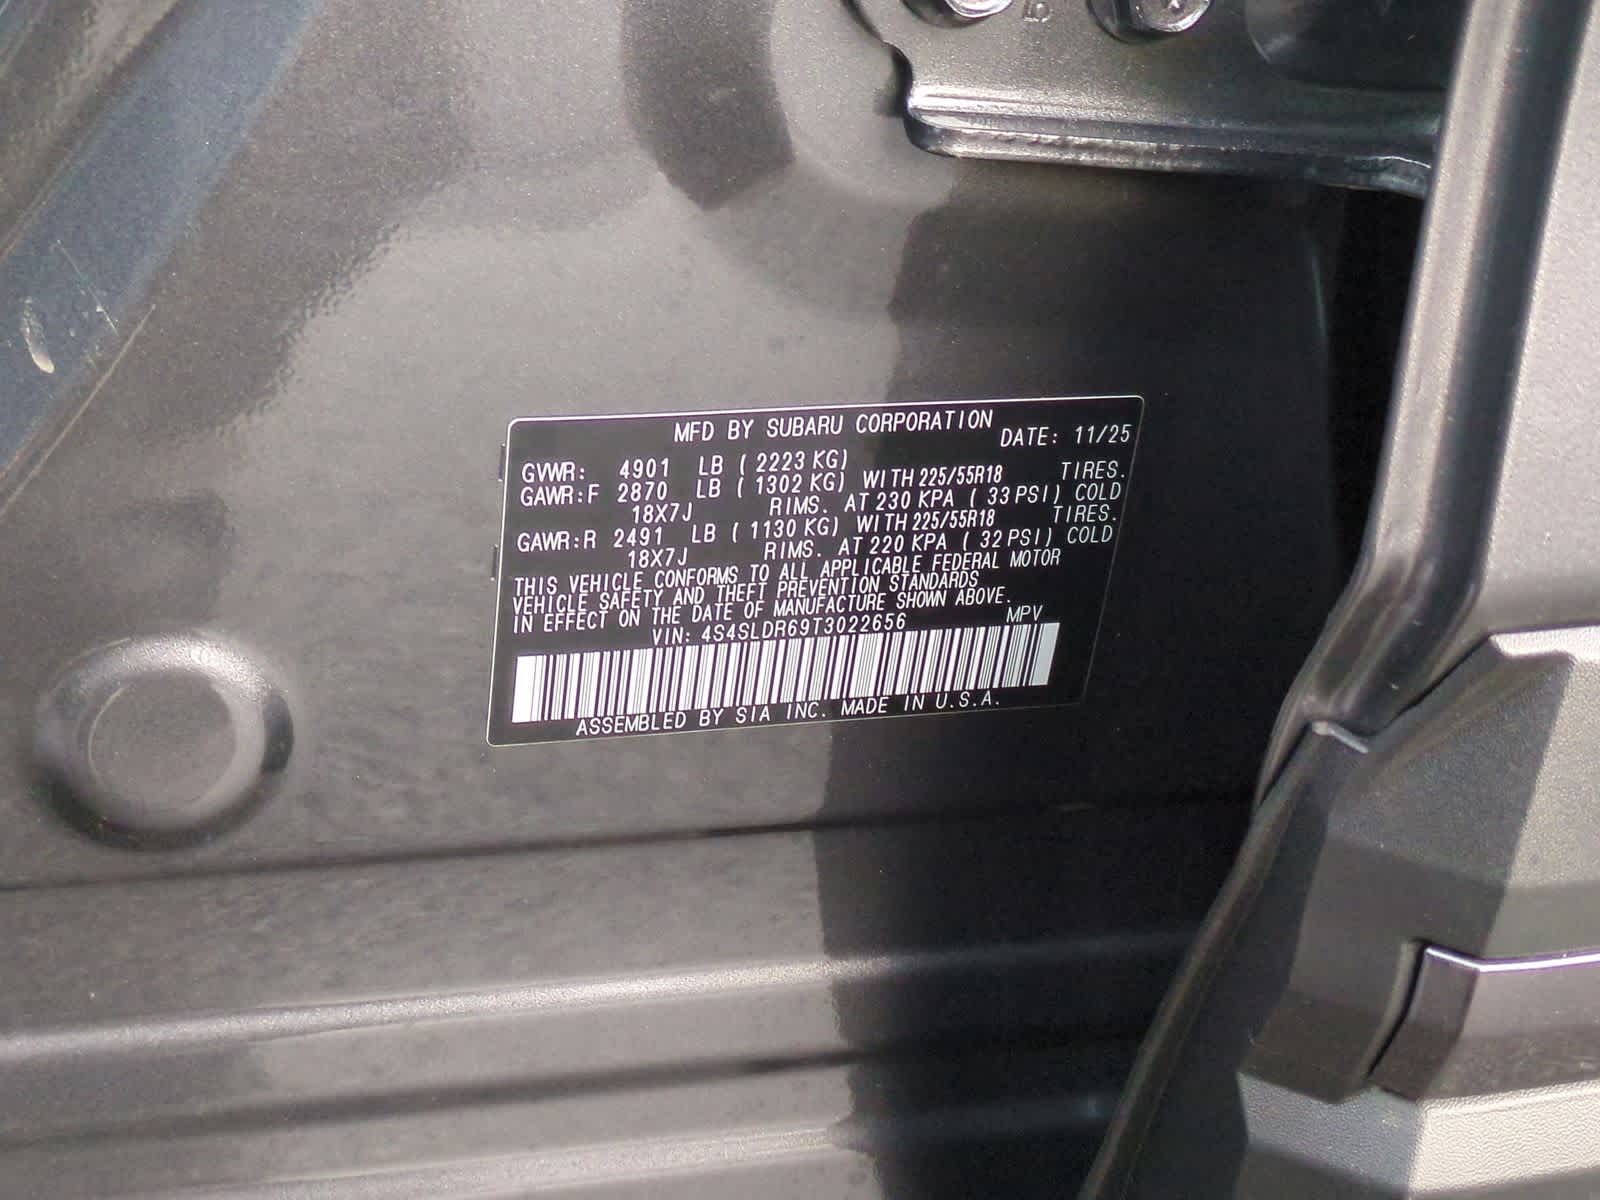 MFD BY SUBARU CORPORATION
DATE: 11/25
GVWR: 4901 LB ( 2223 KG)
GAWR:F 2870 LB ( 1302 KG) WITH 225/55R18 TIRES.
18X7J RIMS. AT 230 KPA ( 33 PSI) COLD
GAWR:R 2491 LB ( 1130 KG) WITH 225/55R18 TIRES.
18X7J RIMS. AT 220 KPA ( 32 PSI) COLD
THIS VEHICLE CONFORMS TO ALL APPLICABLE FEDERAL MOTOR
VEHICLE SAFETY AND THEFT PREVENTION STANDARDS
IN EFFECT ON THE DATE OF MANUFACTURE SHOWN ABOVE.
VIN: 4S4SLDR69T3022656 MPV
ASSEMBLED BY SIA INC. MADE IN U.S.A.